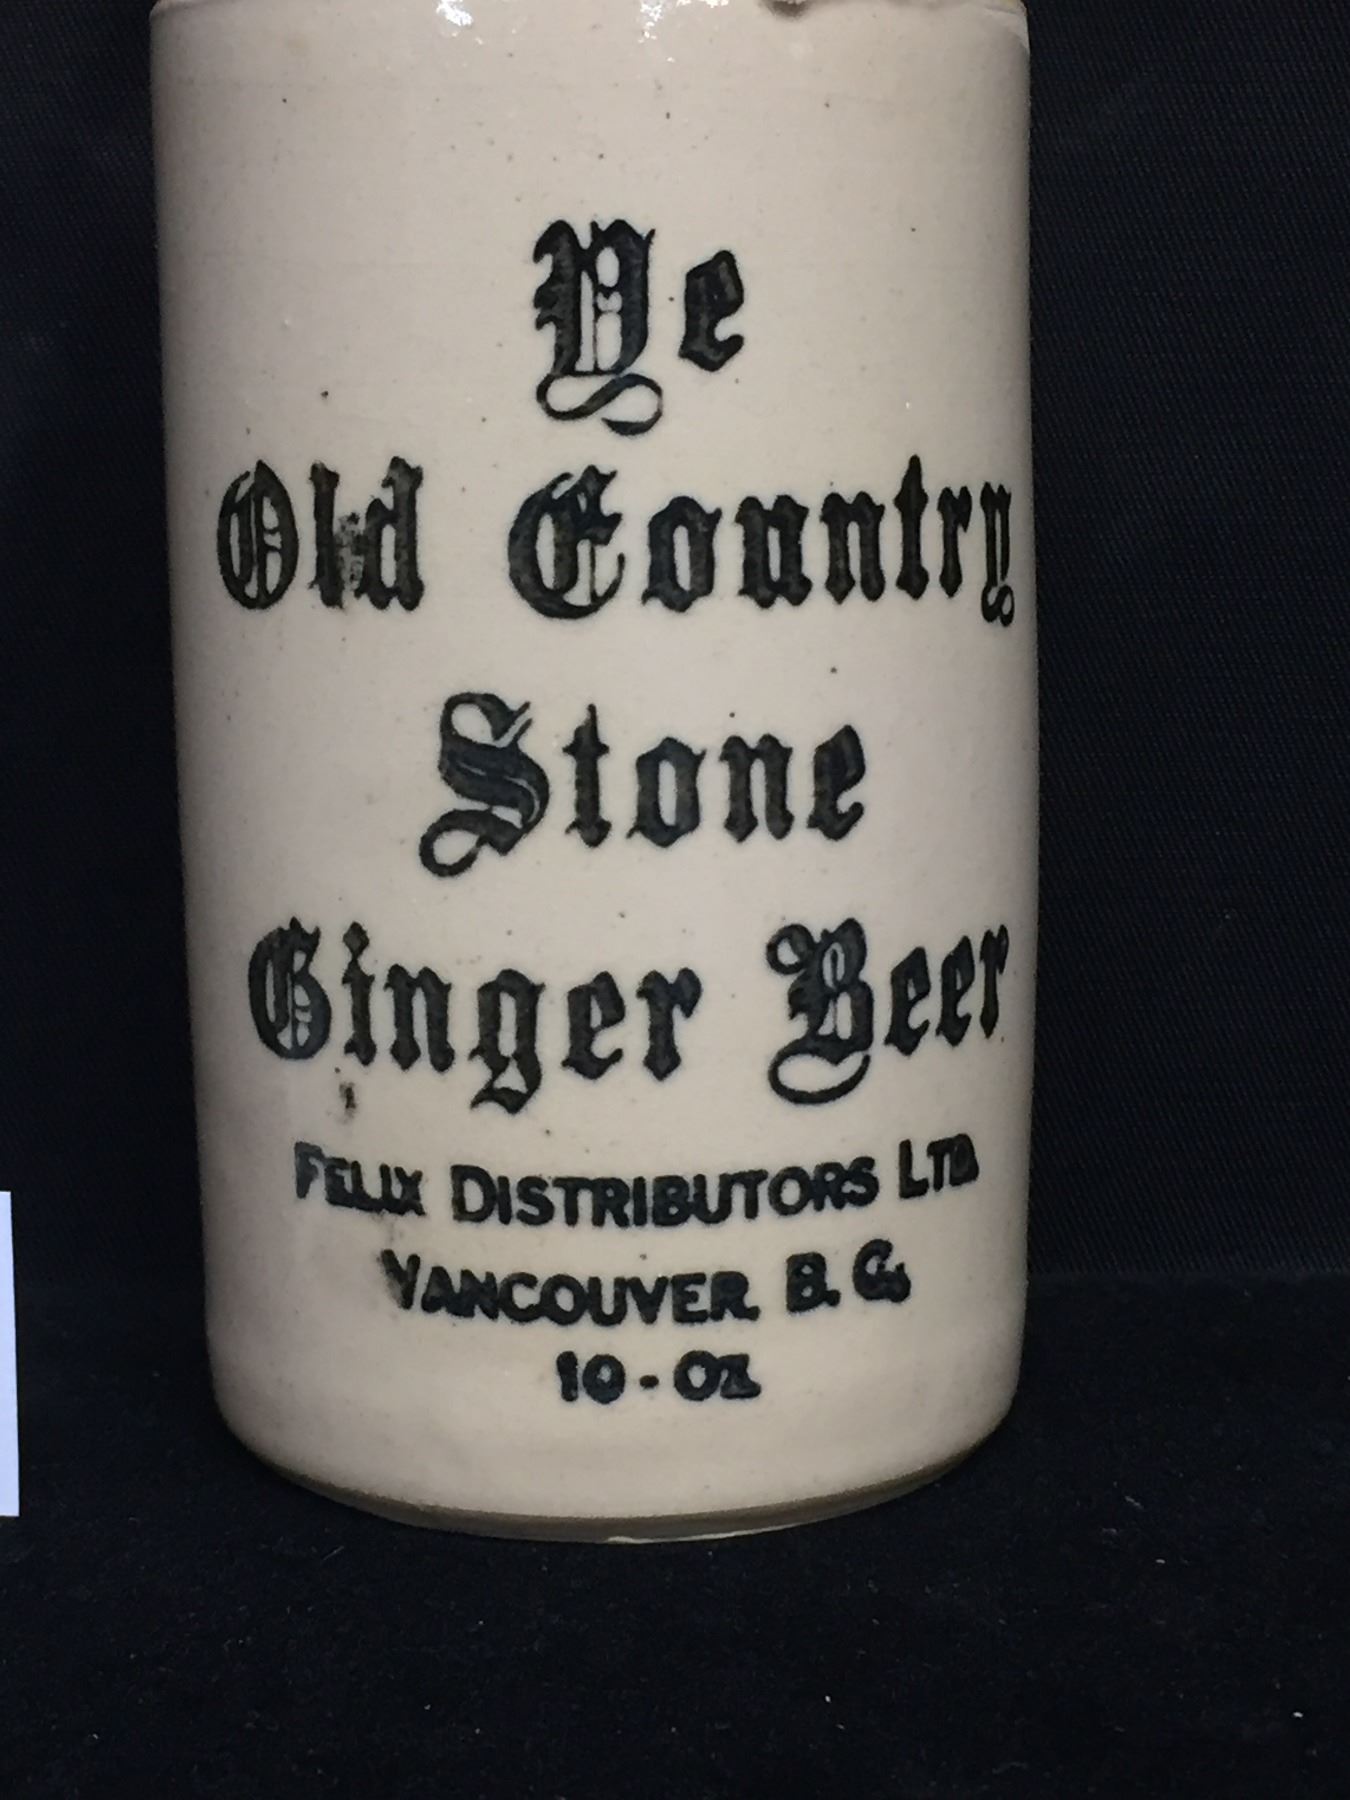 Ye
Old Country
Stone
Ginger Beer
FELIX DISTRIBUTORS LTD.
VANCOUVER. B. C.
10 - OZ.